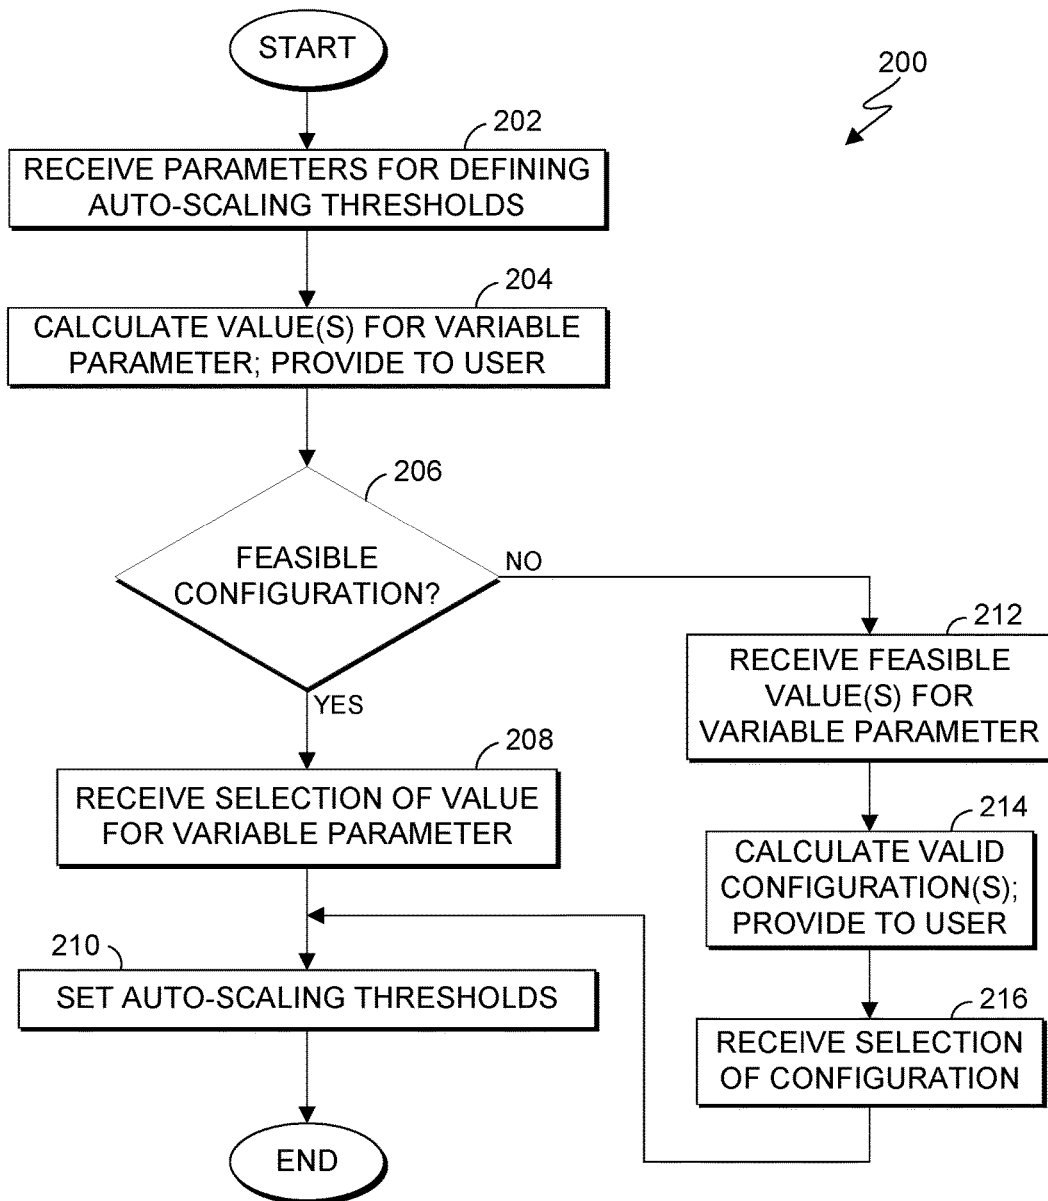 START
200
202
RECEIVE PARAMETERS FOR DEFINING
AUTO-SCALING THRESHOLDS
204
CALCULATE VALUE(S) FOR VARIABLE
PARAMETER; PROVIDE TO USER
206
FEASIBLE
CONFIGURATION?
NO
YES
208
RECEIVE SELECTION OF VALUE
FOR VARIABLE PARAMETER
212
RECEIVE FEASIBLE
VALUE(S) FOR
VARIABLE PARAMETER
214
CALCULATE VALID
CONFIGURATION(S);
PROVIDE TO USER
216
RECEIVE SELECTION
OF CONFIGURATION
210
SET AUTO-SCALING THRESHOLDS
END